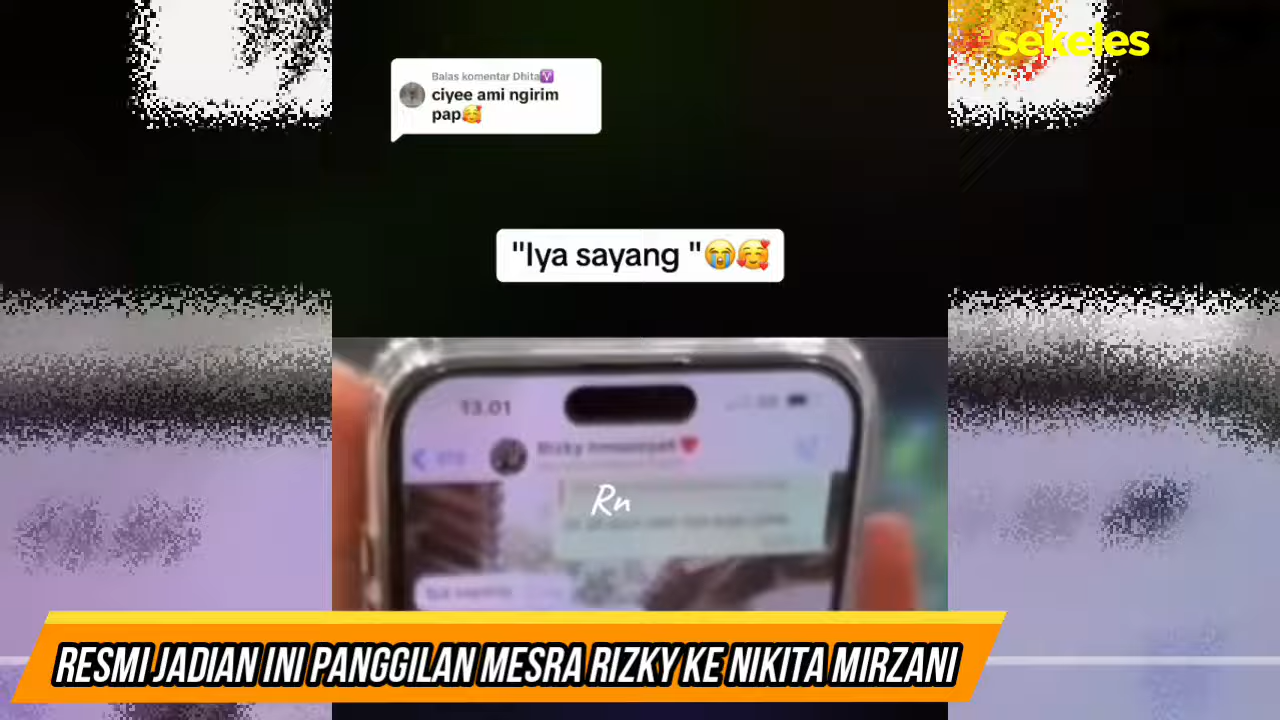 sekeles
Balas komentar Dhita♈
ciyee ami ngirim
pap🥰
"Iya sayang "😭🥰
13.01
Rn
RESMI JADIAN INI PANGGILAN MESRA RIZKY KE NIKITA MIRZANI